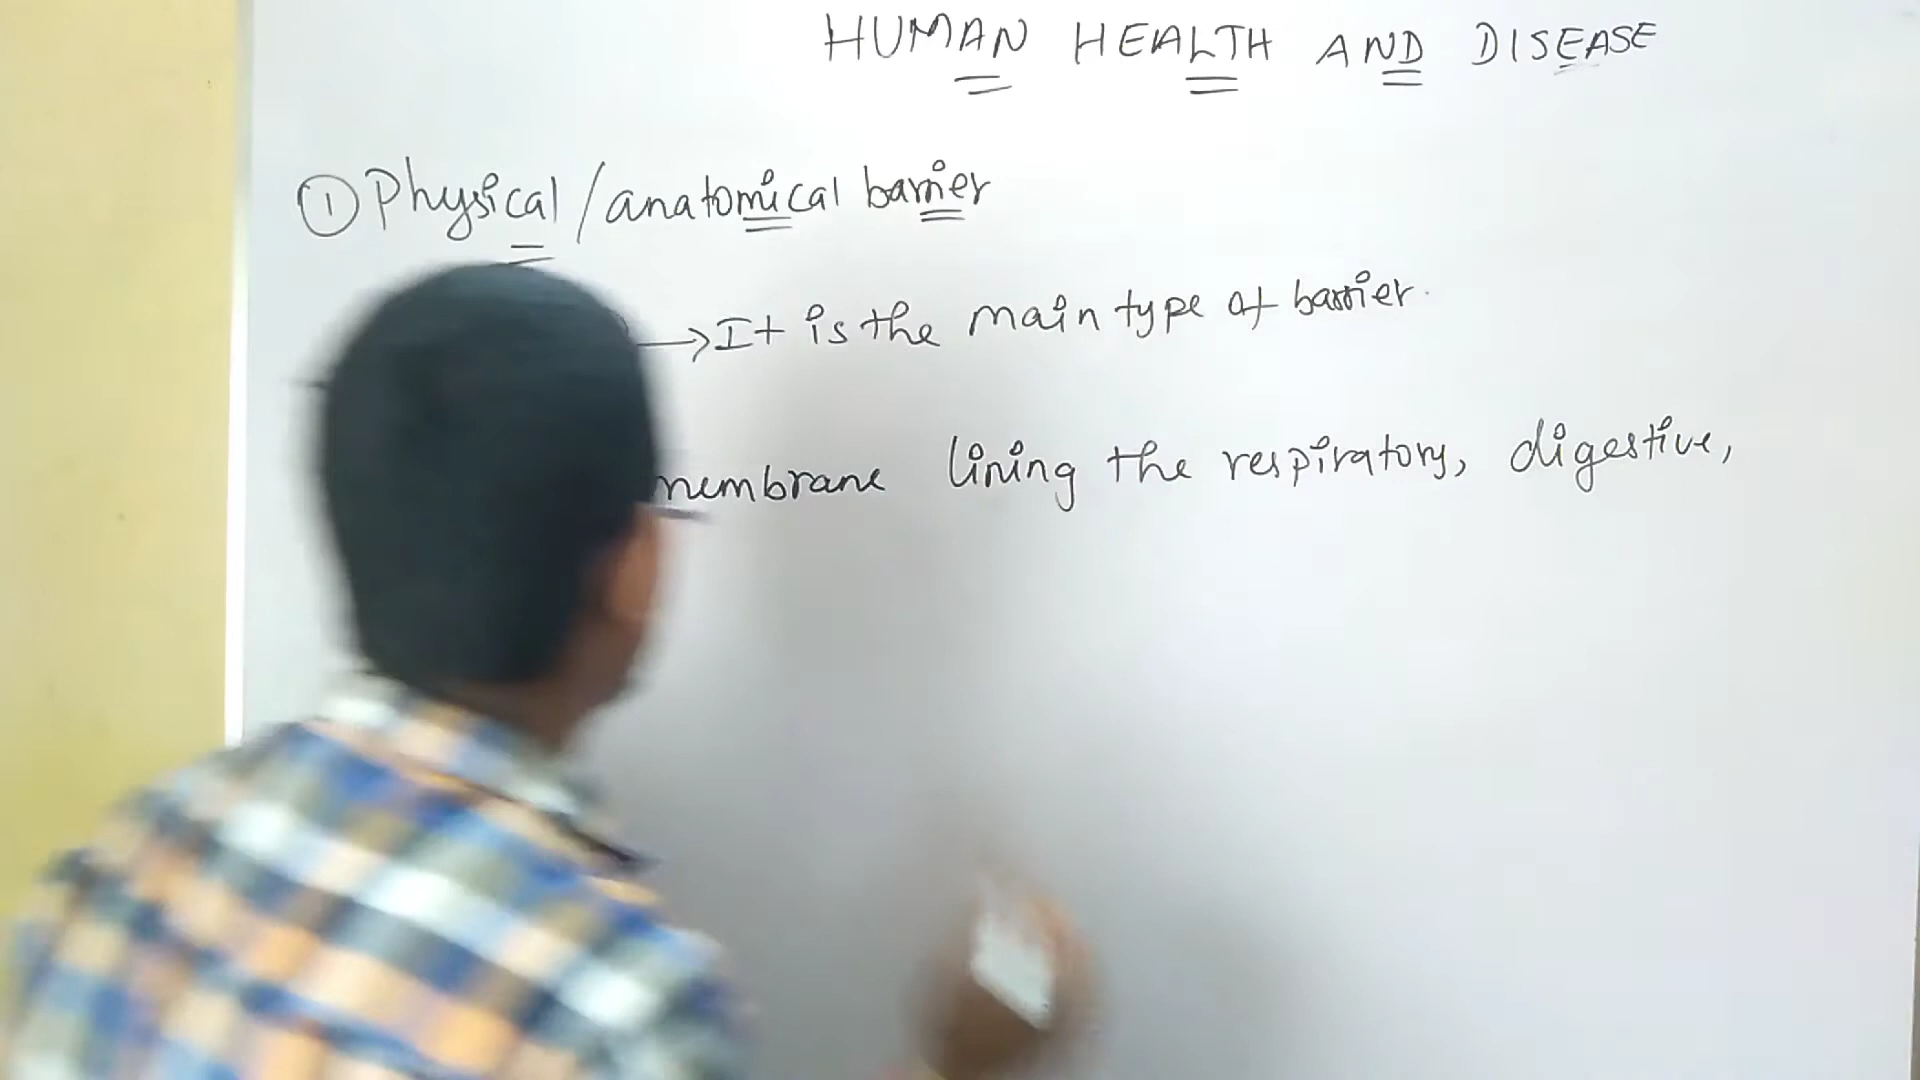 HUMAN HEALTH AND DISEASE
① Physical / anatomical barrier
→ It is the main type of barrier.
membrane lining the respiratory, digestive,